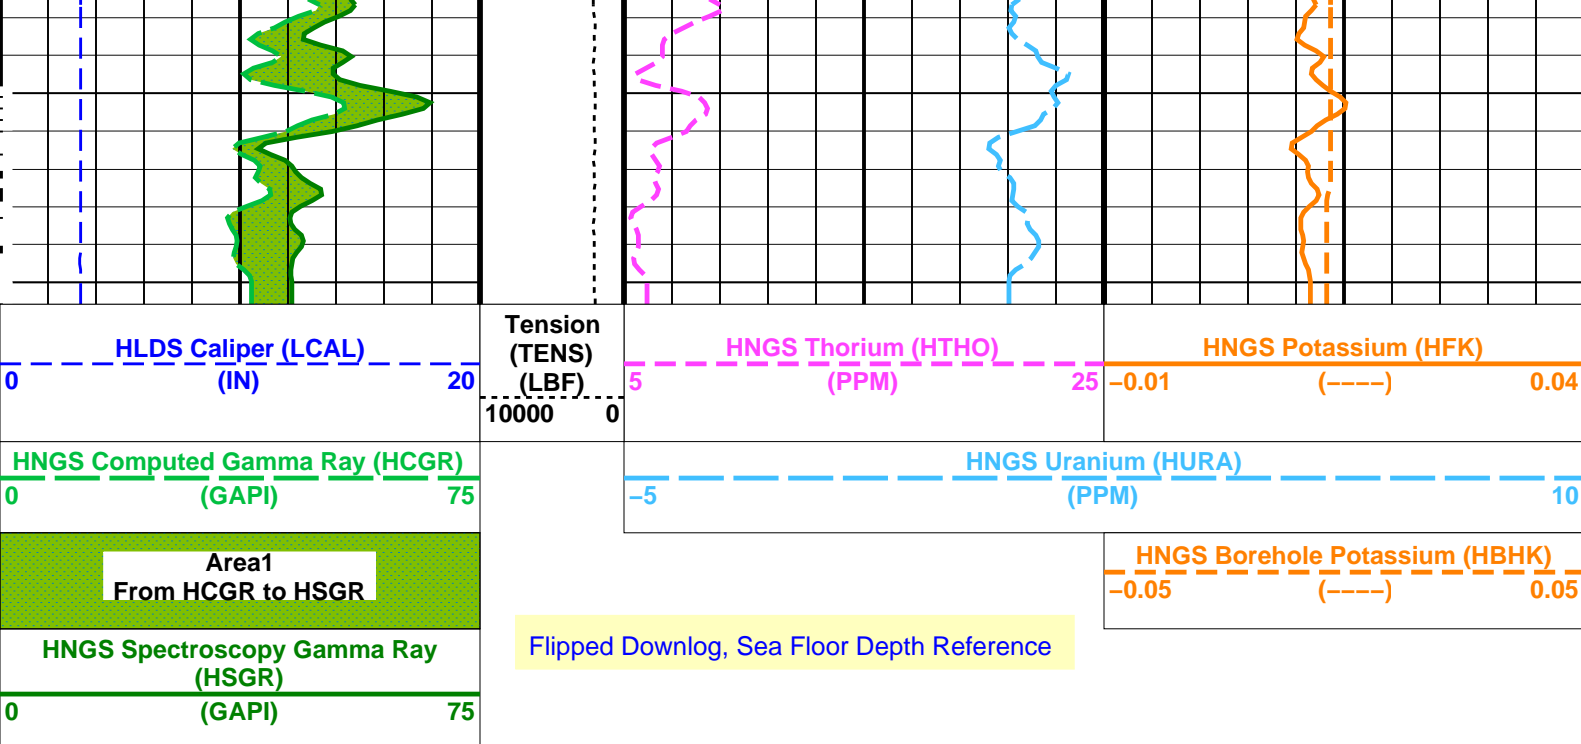 HLDS Caliper (LCAL)
0 (IN) 20
Tension
(TENS)
(LBF)
10000 0
HNGS Thorium (HTHO)
5 (PPM) 25
HNGS Potassium (HFK)
−0.01 (−−−−) 0.04
HNGS Computed Gamma Ray (HCGR)
0 (GAPI) 75
HNGS Uranium (HURA)
−5 (PPM) 10
Area1
From HCGR to HSGR
HNGS Borehole Potassium (HBHK)
−0.05 (−−−−) 0.05
HNGS Spectroscopy Gamma Ray
(HSGR)
0 (GAPI) 75
Flipped Downlog, Sea Floor Depth Reference